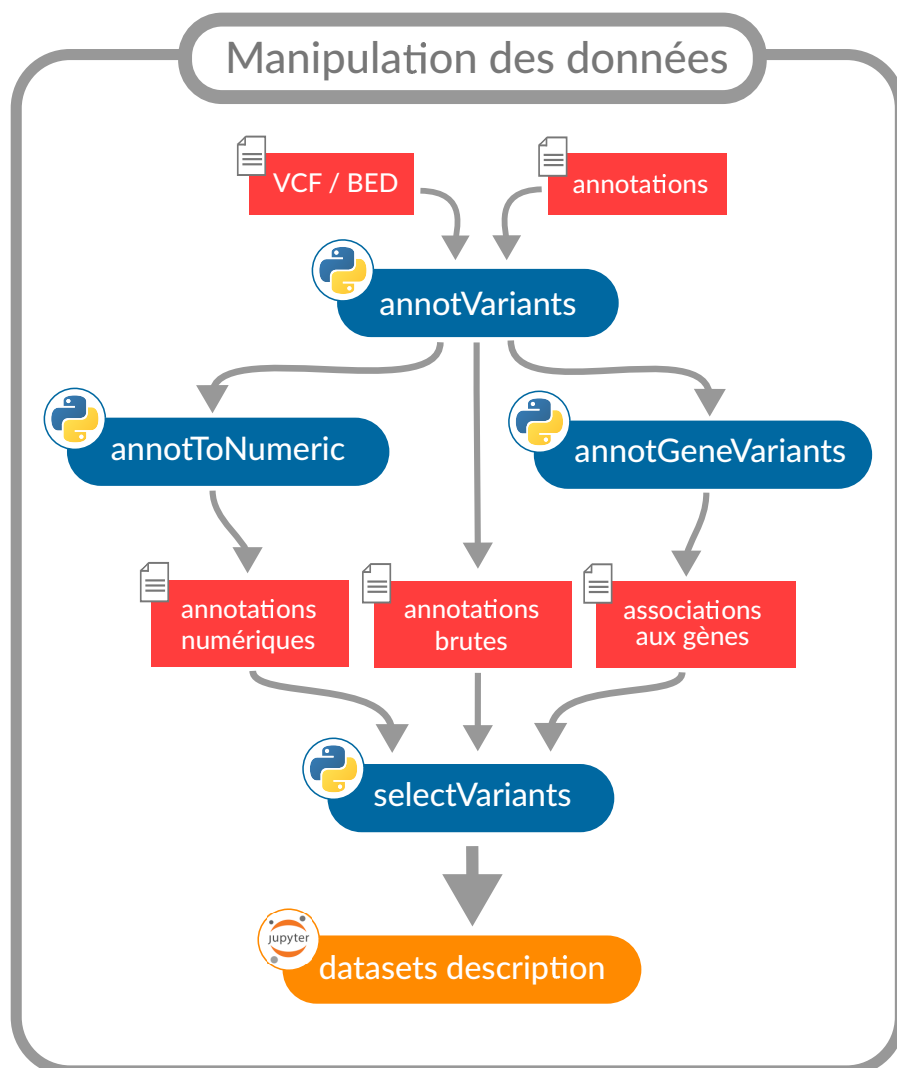 Manipulation des données
VCF / BED
annotations
annotVariants
annotToNumeric
annotGeneVariants
annotations
numériques
annotations
brutes
associations
aux gènes
selectVariants
jupyter
datasets description